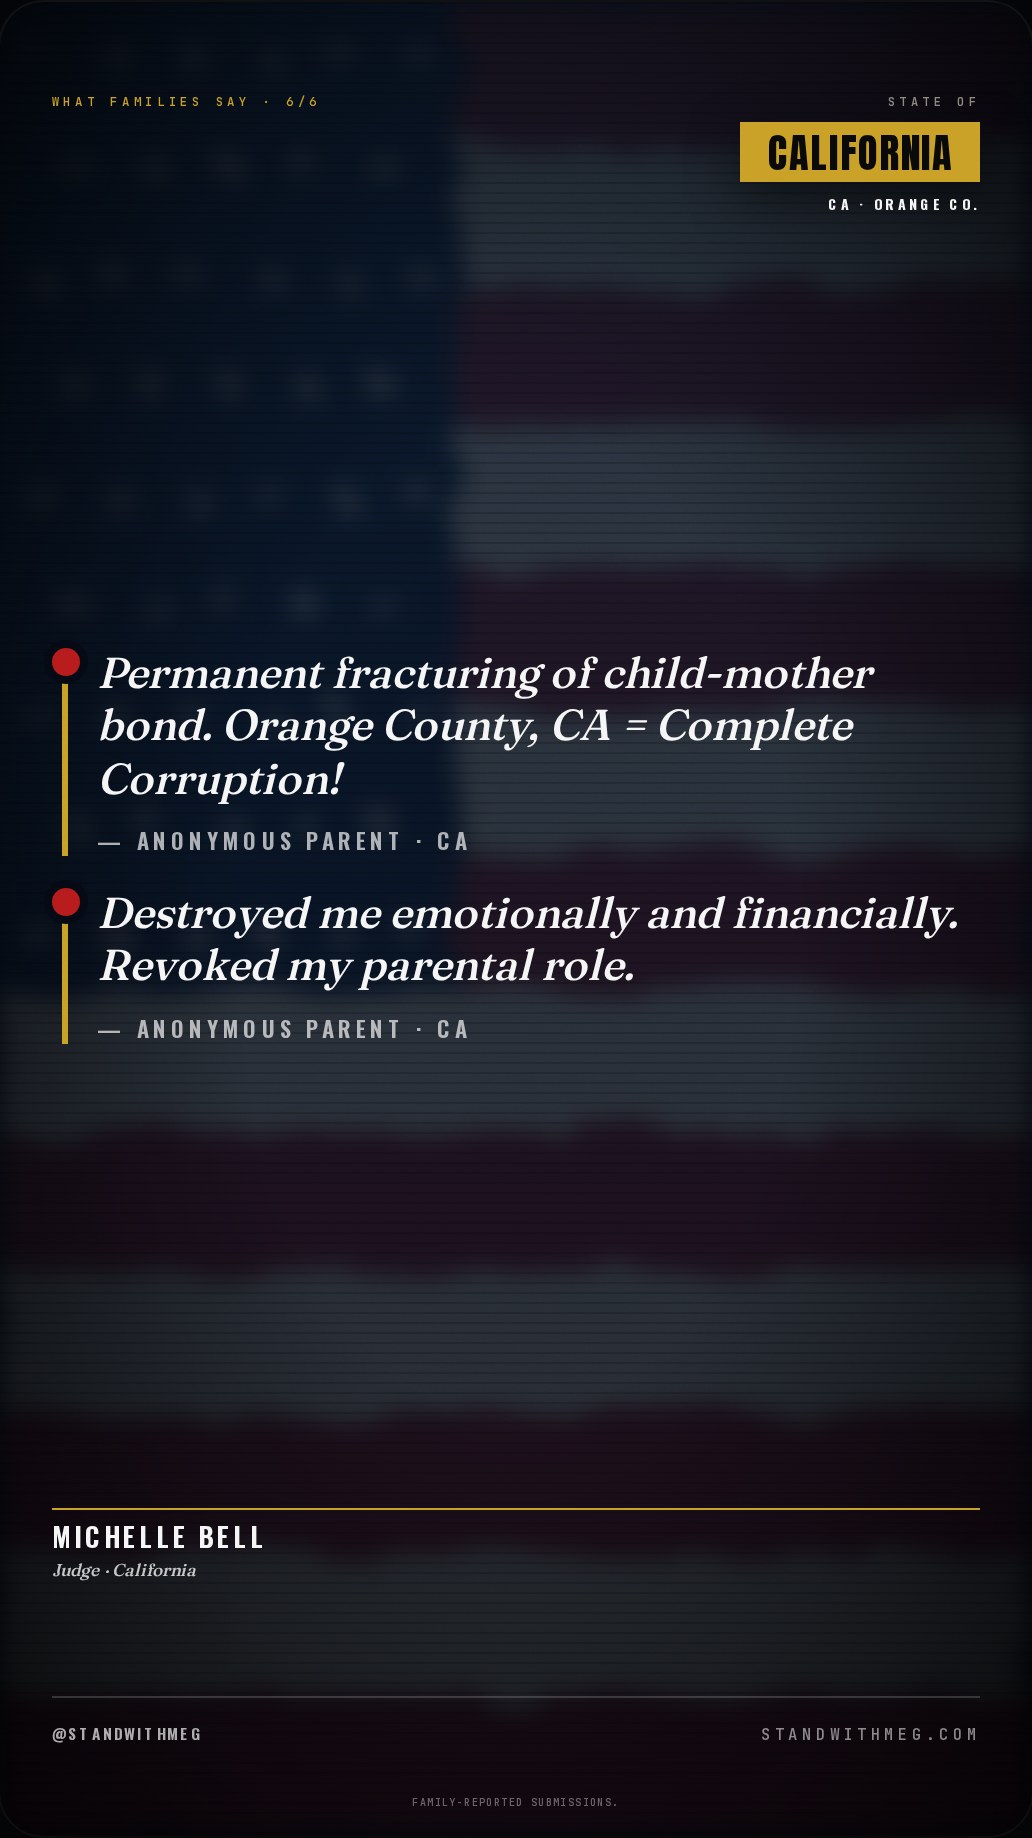 WHAT FAMILIES SAY · 6/6
STATE OF
CALIFORNIA
CA · ORANGE CO.
Permanent fracturing of child-mother
bond. Orange County, CA = Complete
Corruption!
— ANONYMOUS PARENT · CA
Destroyed me emotionally and financially.
Revoked my parental role.
— ANONYMOUS PARENT · CA
MICHELLE BELL
Judge · California
@STANDWITHMEG
STANDWITHMEG.COM
FAMILY-REPORTED SUBMISSIONS.